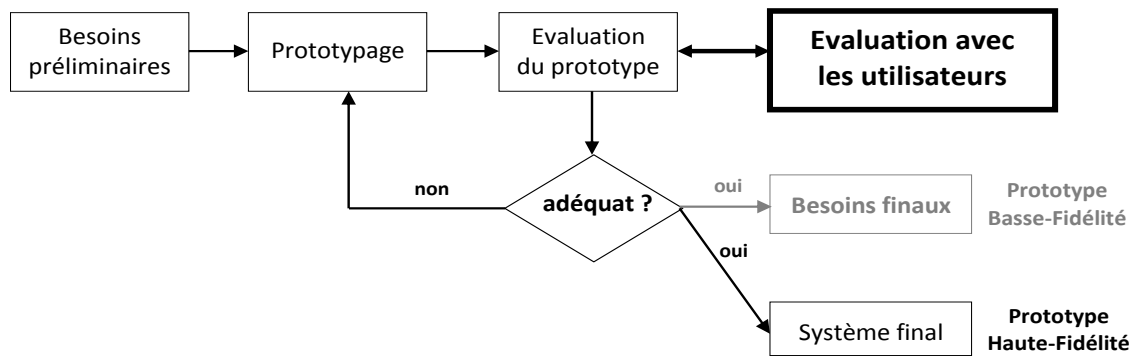 Besoins
préliminaires
Prototypage
Evaluation
du prototype
Evaluation avec
les utilisateurs
non
adéquat ?
oui
Besoins finaux
Prototype
Basse-Fidélité
oui
Système final
Prototype
Haute-Fidélité